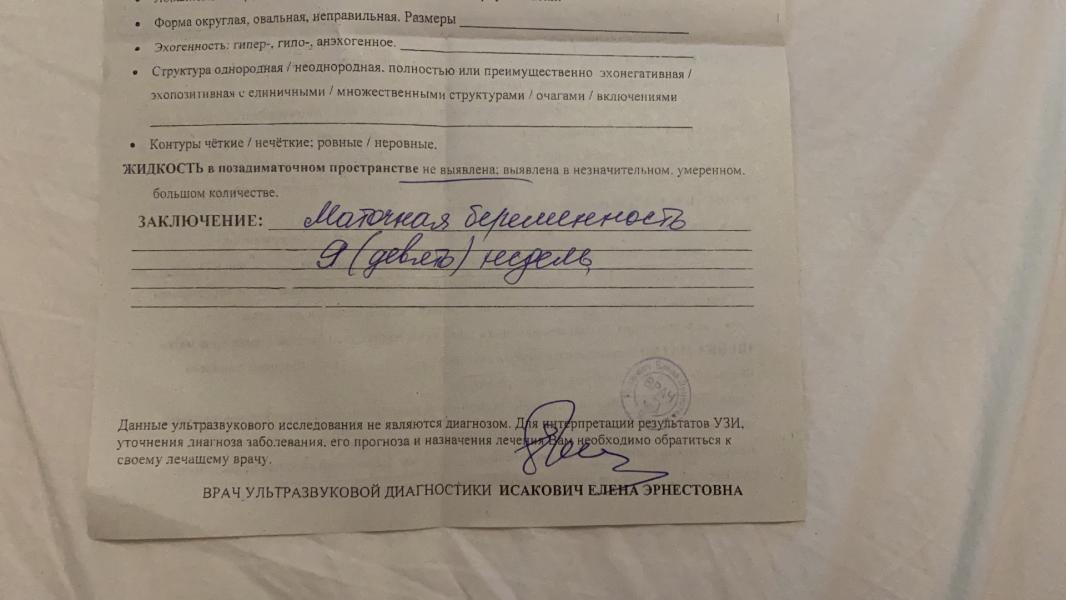 • Форма округлая, овальная, неправильная. Размеры
• Эхогенность: гипер-, гипо-, анэхогенное.
• Структура однородная / неоднородная. полностью или преимущественно эхонегативная /
эхопозитивная с единичными / множественными структурами / очагами / включениями
• Контуры чёткие / нечёткие; ровные / неровные.
ЖИДКОСТЬ в позадиматочном пространстве не выявлена; выявлена в незначительном. умеренном.
большом количестве.
ЗАКЛЮЧЕНИЕ: Маточная беременность
9 (девять) недель
ВРАЧ
Данные ультразвукового исследования не являются диагнозом. Для интерпретации результатов УЗИ,
уточнения диагноза заболевания, его прогноза и назначения лечения Вам необходимо обратиться к
своему лечащему врачу.
ВРАЧ УЛЬТРАЗВУКОВОЙ ДИАГНОСТИКИ ИСАКОВИЧ ЕЛЕНА ЭРНЕСТОВНА